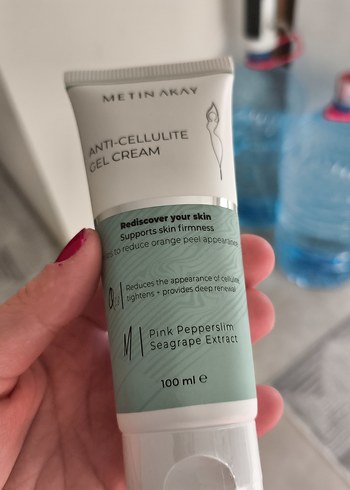 METIN AKAY
ANTI-CELLULITE
GEL CREAM
Rediscover your skin
Supports skin firmness
to reduce orange peel appearance
Reduces the appearance of cellulite,
tightens + provides deep renewal
Pink Pepperslim
Seagrape Extract
100 ml e